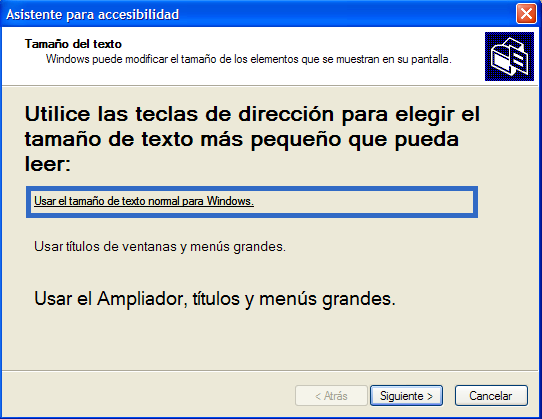 Asistente para accesibilidad
Tamaño del texto
Windows puede modificar el tamaño de los elementos que se muestran en su pantalla.
Utilice las teclas de dirección para elegir el
tamaño de texto más pequeño que pueda
leer:
Usar el tamaño de texto normal para Windows.
Usar títulos de ventanas y menús grandes.
Usar el Ampliador, títulos y menús grandes.
< Atrás
Siguiente >
Cancelar